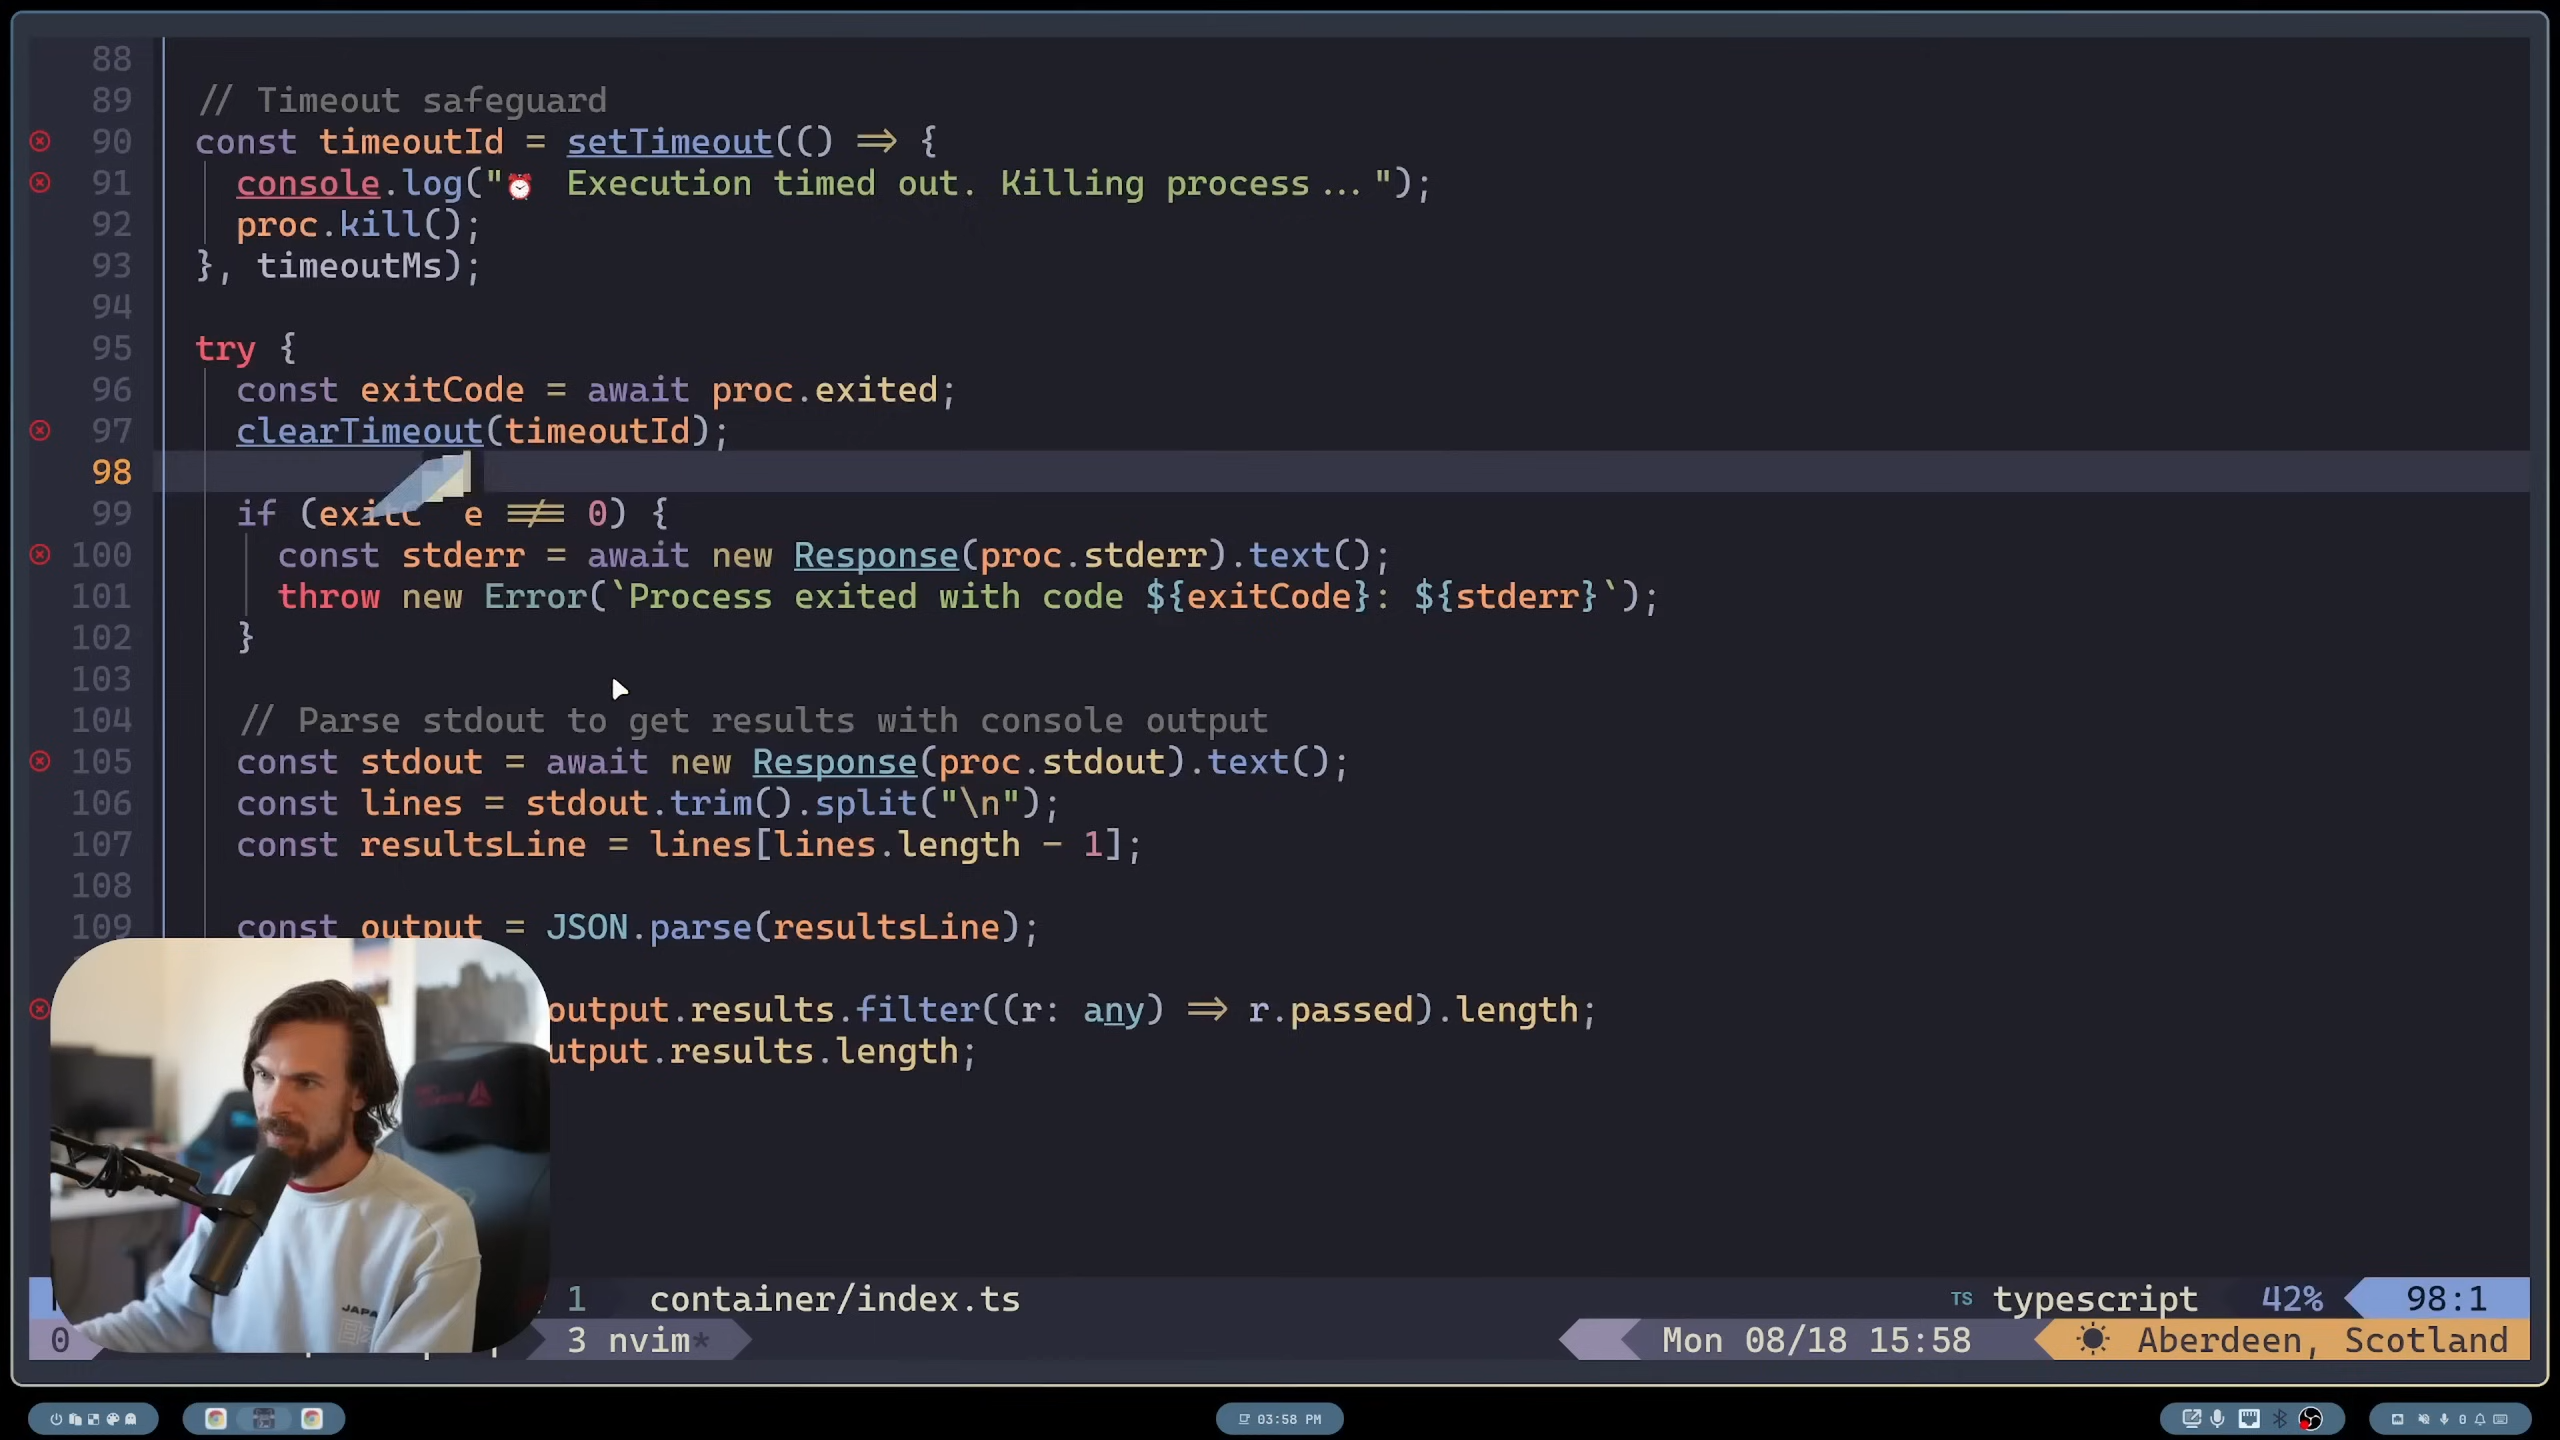 88
89 // Timeout safeguard
90 const timeoutId = setTimeout(() => {
91 console.log("⏰ Execution timed out. Killing process...");
92 proc.kill();
93 }, timeoutMs);
94
95 try {
96 const exitCode = await proc.exited;
97 clearTimeout(timeoutId);
98
99 if (exitC e !== 0) {
100 const stderr = await new Response(proc.stderr).text();
101 throw new Error(`Process exited with code ${exitCode}: ${stderr}`);
102 }
103
104 // Parse stdout to get results with console output
105 const stdout = await new Response(proc.stdout).text();
106 const lines = stdout.trim().split("\n");
107 const resultsLine = lines[lines.length - 1];
108
109 const output = JSON.parse(resultsLine);
output.results.filter((r: any) => r.passed).length;
utput.results.length;
JAPA
1 container/index.ts TS typescript 42% 98:1
0 3 nvim* Mon 08/18 15:58 Aberdeen, Scotland
03:58 PM 0